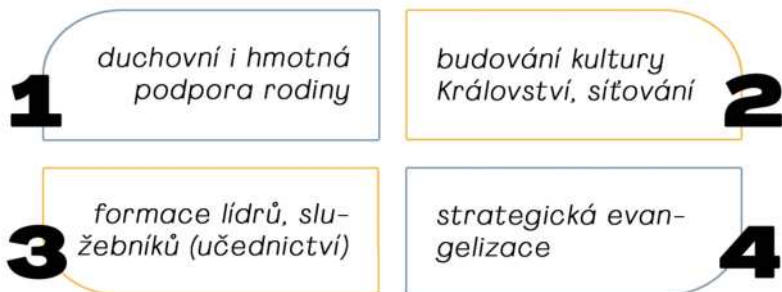 1
duchovní i hmotná
podpora rodiny
budování kultury
Království, síťování
2
3
formace lídrů, slu-
žebníků (učednictví)
strategická evan-
gelizace
4